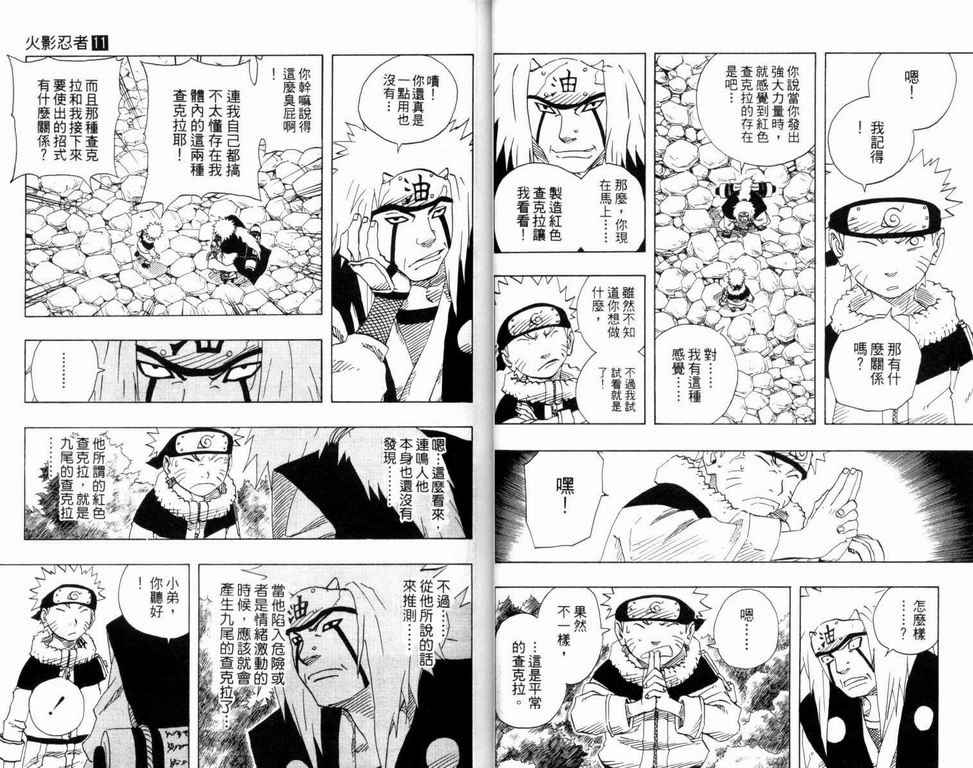 火影忍者 11
嗯！
我記得
！
那有什
麼關係
嗎？
你說當你發出
強大力量時，
就感覺到紅色
查克拉的存在
是吧…
對……
我有這種
感覺……
油
那麼，你現
在馬上……
製造紅色
查克拉讓
我看看！
雖然不知
道你想做
什麼，
不過我試
試看就是
了！
嘿！
怎麼樣
……？
油
嗯…
果然
不一樣，
…這是平常
的查克拉。
嘖！
你還真是
一點用也
沒有…
油
你幹嘛說得
這麼臭屁啊
！
連我自己都搞
不太懂存在我
體內的這兩種
查克拉耶！
而且那種查克
拉和我接下來
要使出的招式
有什麼關係？
油
……
嗯…這麼看來，
連鳴人他
本身也還沒有
發現……
他所謂的紅色
查克拉，就是
九尾的查克拉
不過……
從他所說的話
來推測……
油
當他陷入危險或
者是情緒激動的
時候，應該就會
產生九尾的查克拉了…
小弟，
你聽好
！
！